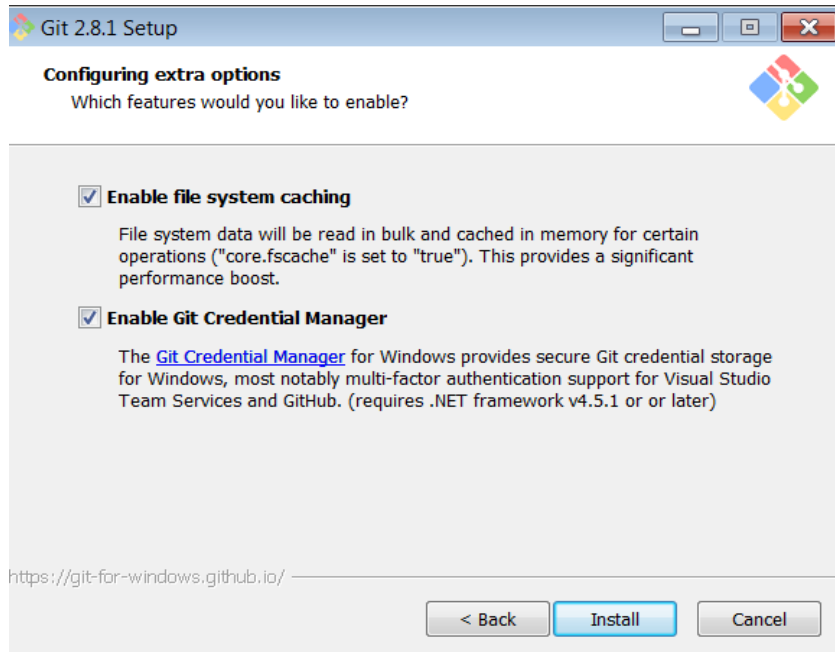 Git 2.8.1 Setup
Configuring extra options
Which features would you like to enable?
Enable file system caching
File system data will be read in bulk and cached in memory for certain
operations ("core.fscache" is set to "true"). This provides a significant
performance boost.
Enable Git Credential Manager
The Git Credential Manager for Windows provides secure Git credential storage
for Windows, most notably multi-factor authentication support for Visual Studio
Team Services and GitHub. (requires .NET framework v4.5.1 or or later)
https://git-for-windows.github.io/
< Back Install Cancel